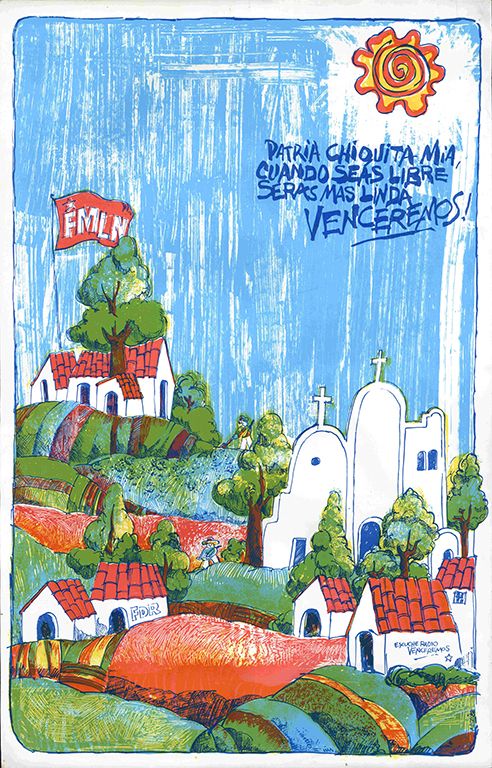 PATRIA CHIQUITA MIA,
CUANDO SEAS LIBRE
SERAS MAS LINDA
VENCEREMOS!
FMLN
FDR
ESCUCHE RADIO
VENCEREMOS